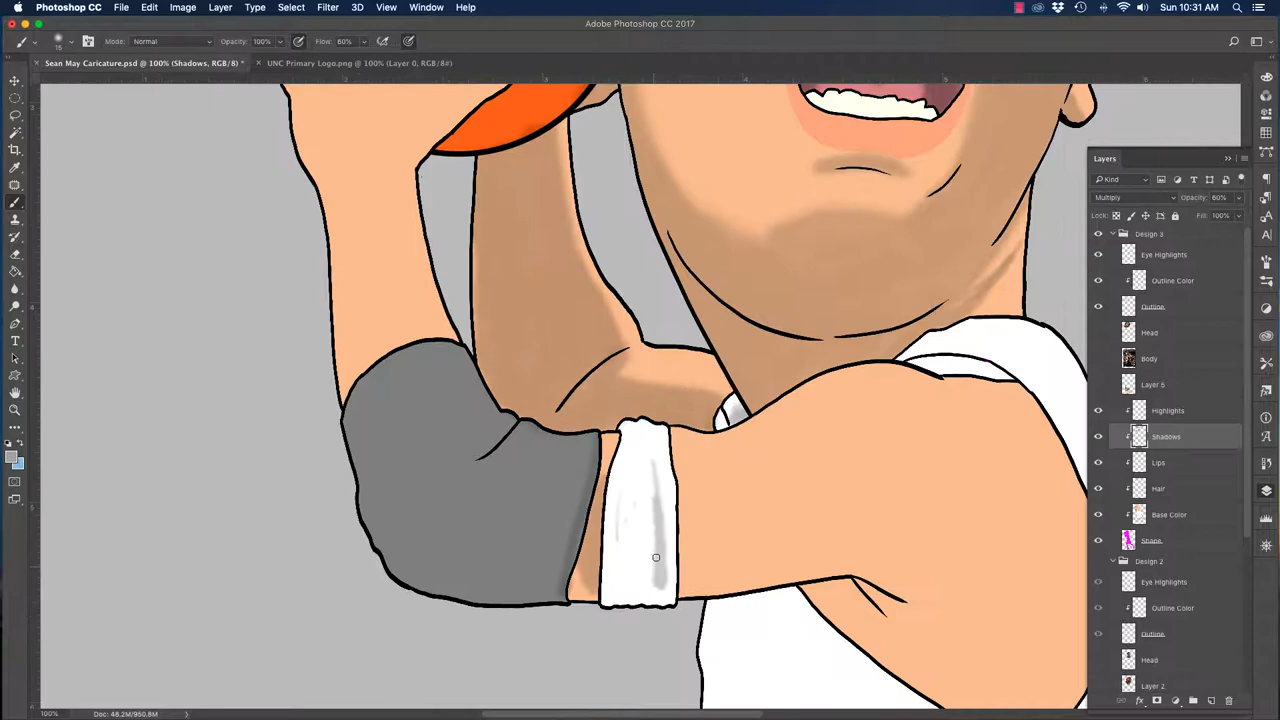 Photoshop CC File Edit Image Layer Type Select Filter 3D View Window Help Sun 10:31 AM
Adobe Photoshop CC 2017
15 Mode: Normal Opacity: 100% Flow: 60%
Sean May Caricature.psd @ 100% (Shadows, RGB/8) * UNC Primary Logo.png @ 100% (Layer 0, RGB/8)
Layers
Kind
Multiply Opacity: 60%
Lock: Fill: 100%
Design 3
Eye Highlights
Outline Color
Outline
Head
Body
Layer 5
Highlights
Shadows
Lips
Hair
Base Color
Shape
Design 2
Eye Highlights
Outline Color
Outline
Head
Layer 2
100% Doc: 48.2M/950.8M